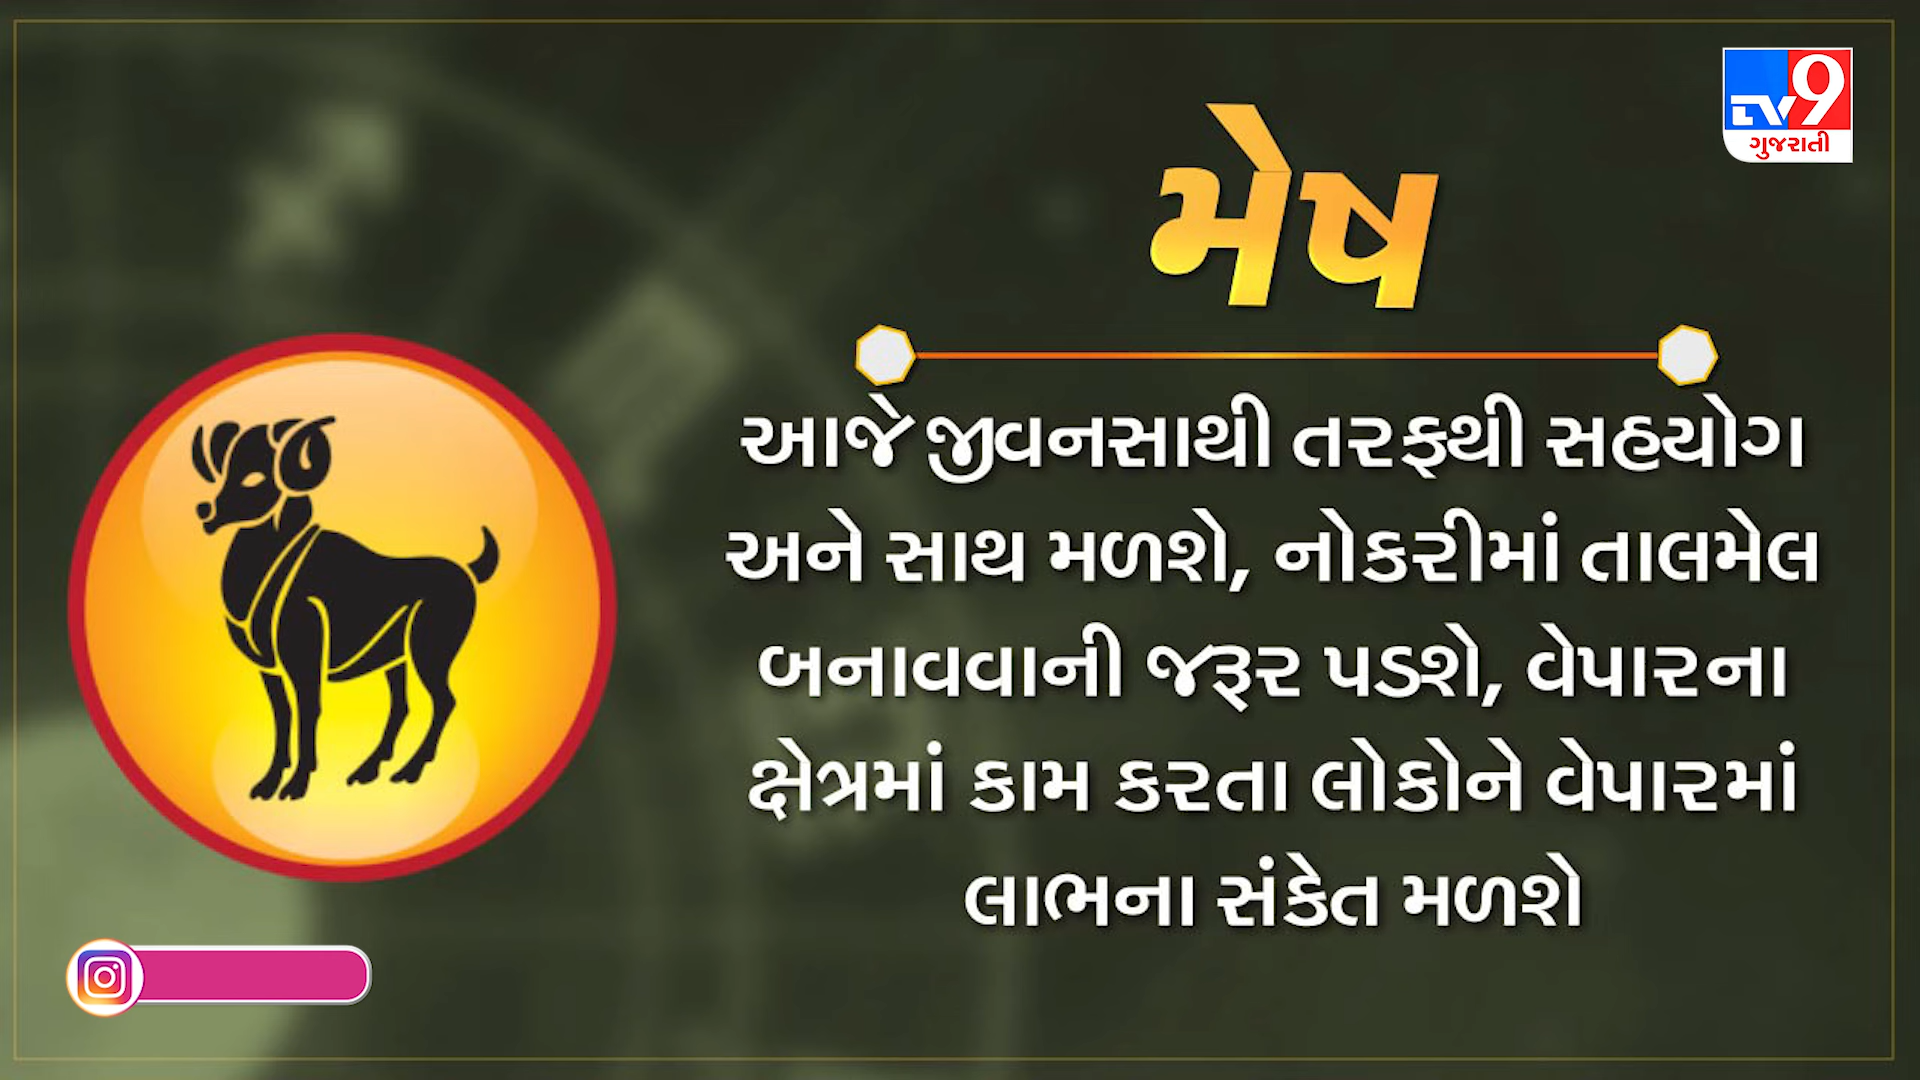 TV9
ગુજરાતી
મેષ
આજે જીવનસાથી તરફથી સહયોગ
અને સાથ મળશે, નોકરીમાં તાલમેલ
બનાવવાની જરૂર પડશે, વેપારના
ક્ષેત્રમાં કામ કરતા લોકોને વેપારમાં
લાભના સંકેત મળશે